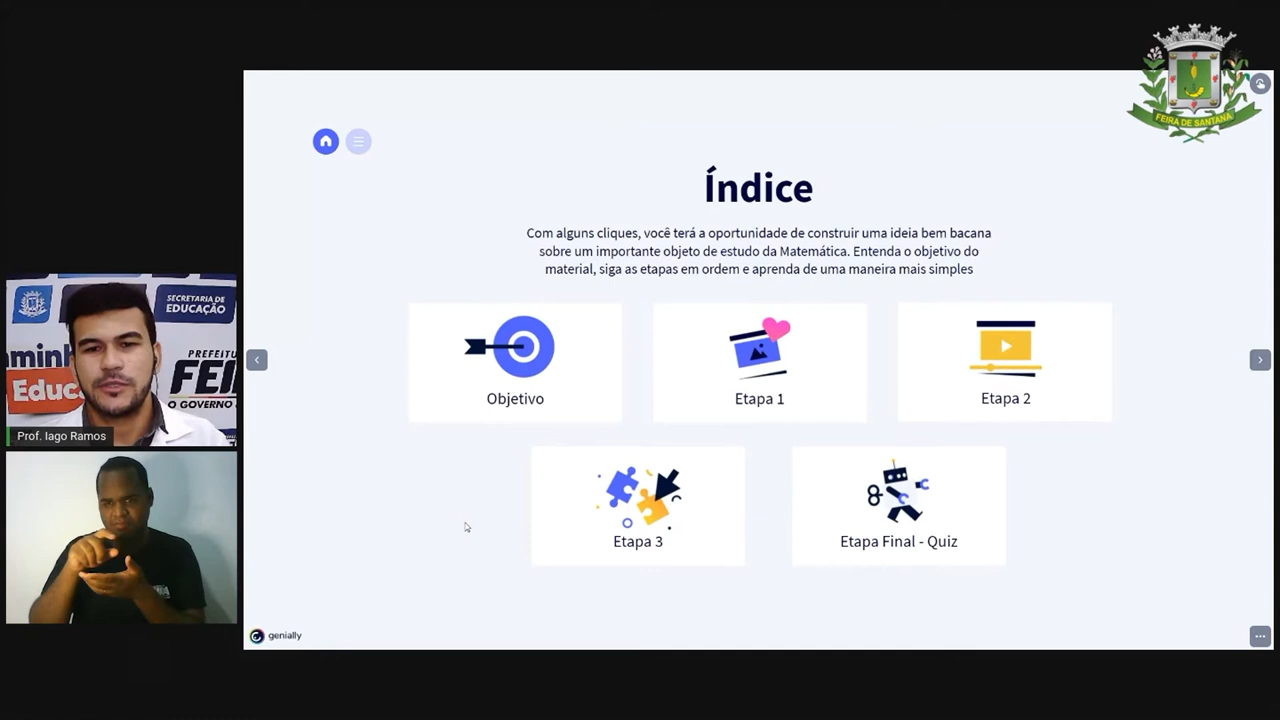 FEIRA DE SANTANA
Índice
Com alguns cliques, você terá a oportunidade de construir uma ideia bem bacana
sobre um importante objeto de estudo da Matemática. Entenda o objetivo do
material, siga as etapas em ordem e aprenda de uma maneira mais simples
Objetivo
Etapa 1
Etapa 2
Etapa 3
Etapa Final - Quiz
genially
SECRETARIA DE
EDUCAÇÃO
aminh
Educ
PREFEITU
FEI
O GOVERNO
Prof. Iago Ramos